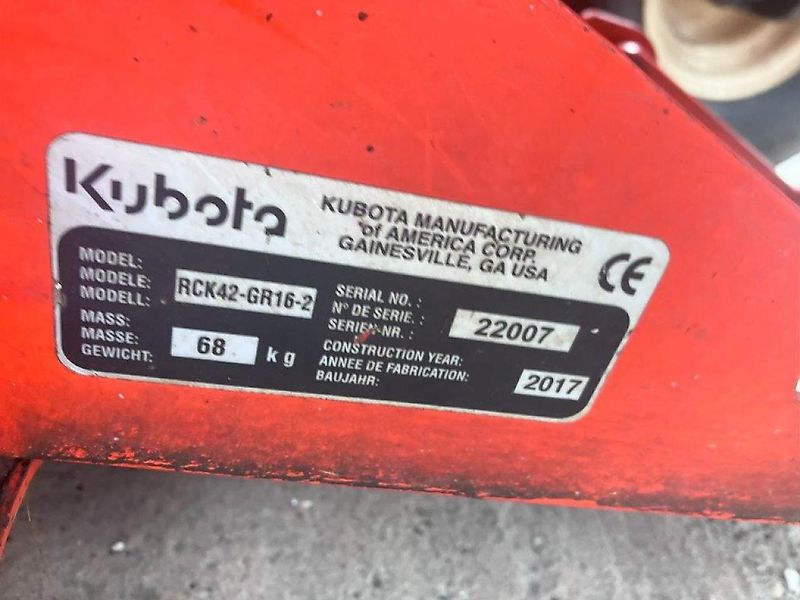 Kubota
KUBOTA MANUFACTURING
of AMERICA CORP.
GAINESVILLE, GA USA
CE
MODEL:
MODELE:
MODELL:
RCK42-GR16-2
MASS:
MASSE:
GEWICHT:
68 kg
SERIAL NO. :
N° DE SERIE. :
SERIEN-NR. :
22007
CONSTRUCTION YEAR:
ANNEE DE FABRICATION:
BAUJAHR:
2017